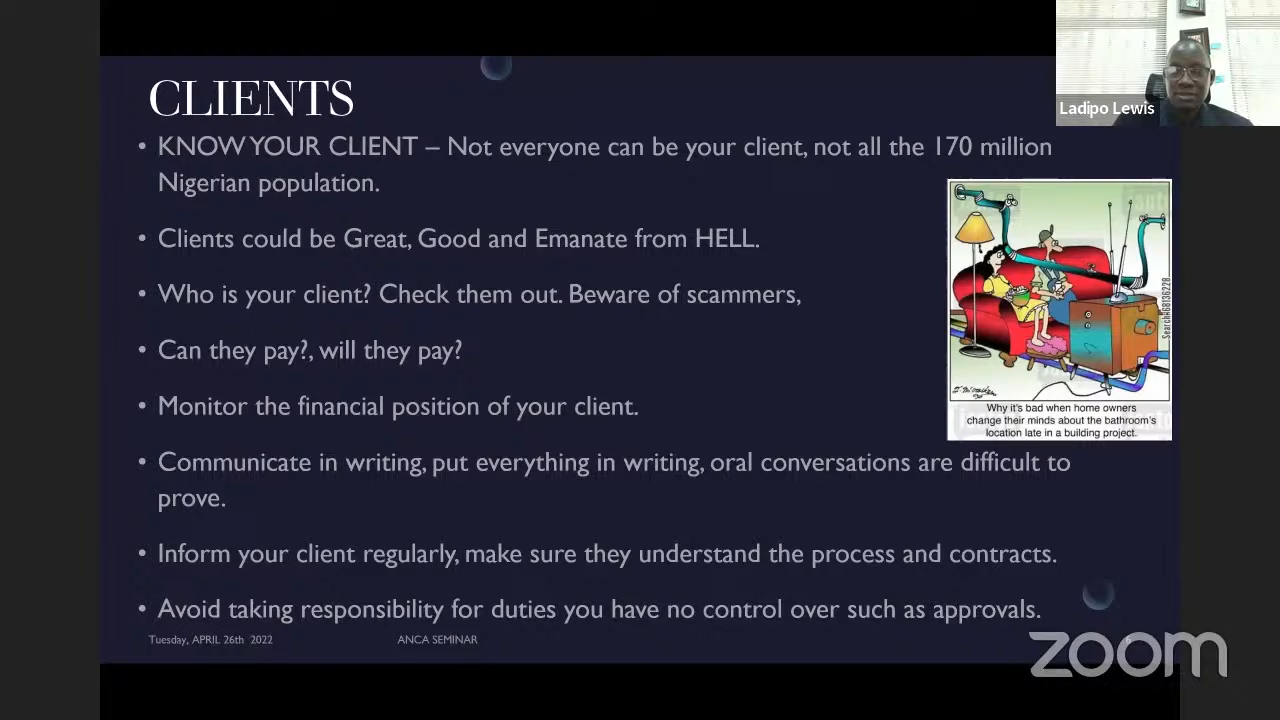 CLIENTS
Ladipo Lewis
• KNOW YOUR CLIENT – Not everyone can be your client, not all the 170 million
Nigerian population.
• Clients could be Great, Good and Emanate from HELL.
• Who is your client? Check them out. Beware of scammers,
• Can they pay?, will they pay?
• Monitor the financial position of your client.
Why it's bad when home owners
change their minds about the bathroom's
location late in a building project.
• Communicate in writing, put everything in writing, oral conversations are difficult to
prove.
• Inform your client regularly, make sure they understand the process and contracts.
• Avoid taking responsibility for duties you have no control over such as approvals.
Tuesday, APRIL 26th 2022
ANCA SEMINAR
zoom